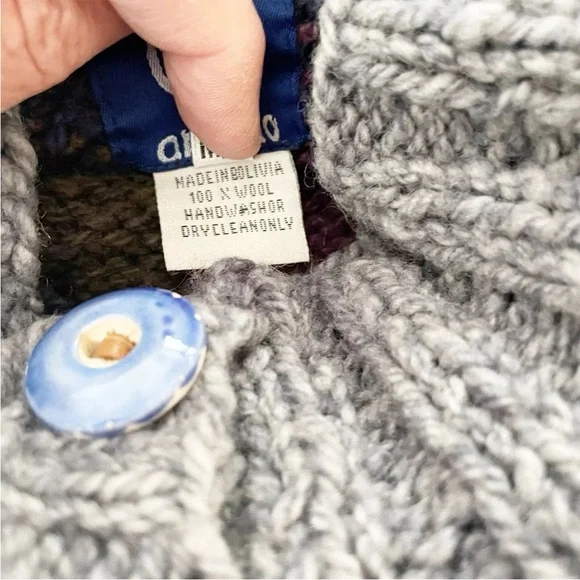 MADEINBOLIVIA
100 % WOOL
HANDWASHOR
DRYCLEANONLY